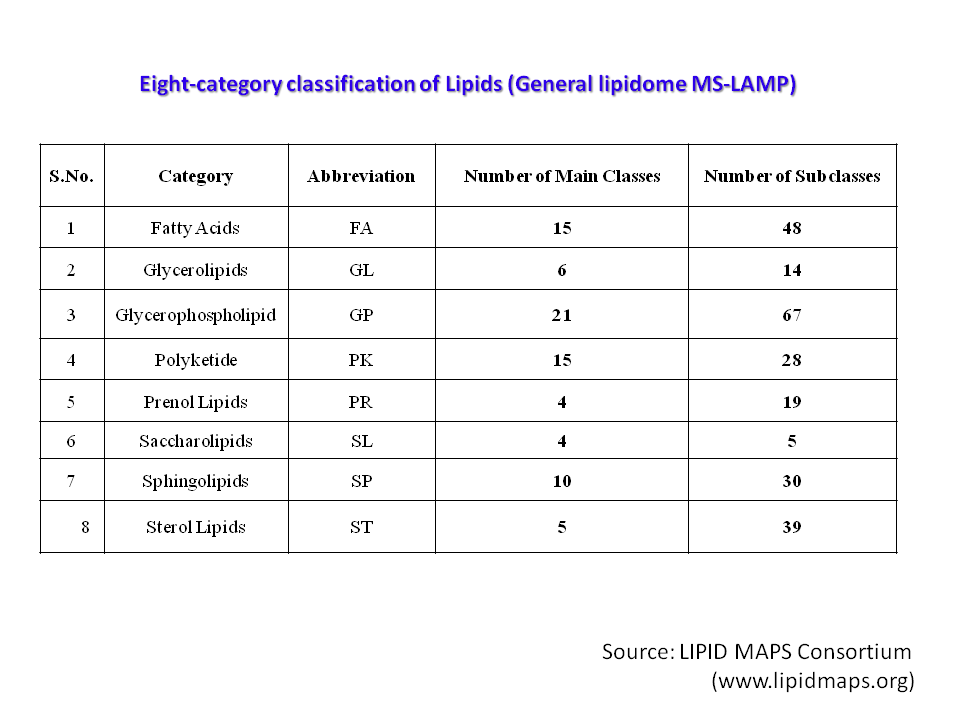 Eight-category classification of Lipids (General lipidome MS-LAMP)
S.No. Category Abbreviation Number of Main Classes Number of Subclasses
1 Fatty Acids FA 15 48
2 Glycerolipids GL 6 14
3 Glycerophospholipid GP 21 67
4 Polyketide PK 15 28
5 Prenol Lipids PR 4 19
6 Saccharolipids SL 4 5
7 Sphingolipids SP 10 30
8 Sterol Lipids ST 5 39
Source: LIPID MAPS Consortium
(www.lipidmaps.org)